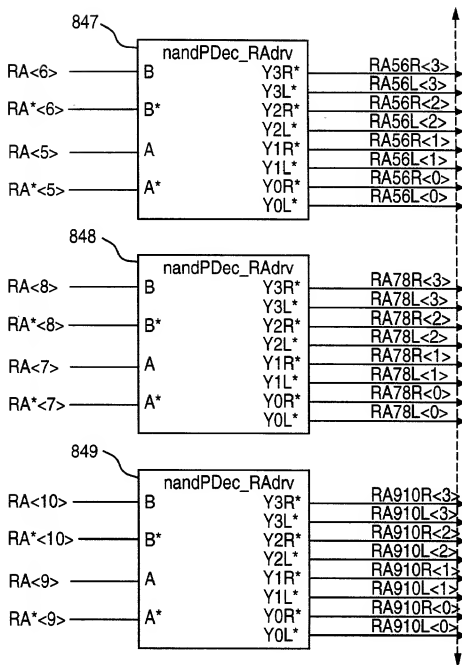 847
nandPDec_RAdrv
RA<6> B Y3R* RA56R<3>
Y3L* RA56L<3>
RA*<6> B* Y2R* RA56R<2>
Y2L* RA56L<2>
RA<5> A Y1R* RA56R<1>
Y1L* RA56L<1>
RA*<5> A* Y0R* RA56R<0>
Y0L* RA56L<0>
848
nandPDec_RAdrv
RA<8> B Y3R* RA78R<3>
Y3L* RA78L<3>
RA*<8> B* Y2R* RA78R<2>
Y2L* RA78L<2>
RA<7> A Y1R* RA78R<1>
Y1L* RA78L<1>
RA*<7> A* Y0R* RA78R<0>
Y0L* RA78L<0>
849
nandPDec_RAdrv
RA<10> B Y3R* RA910R<3>
Y3L* RA910L<3>
RA*<10> B* Y2R* RA910R<2>
Y2L* RA910L<2>
RA<9> A Y1R* RA910R<1>
Y1L* RA910L<1>
RA*<9> A* Y0R* RA910R<0>
Y0L* RA910L<0>